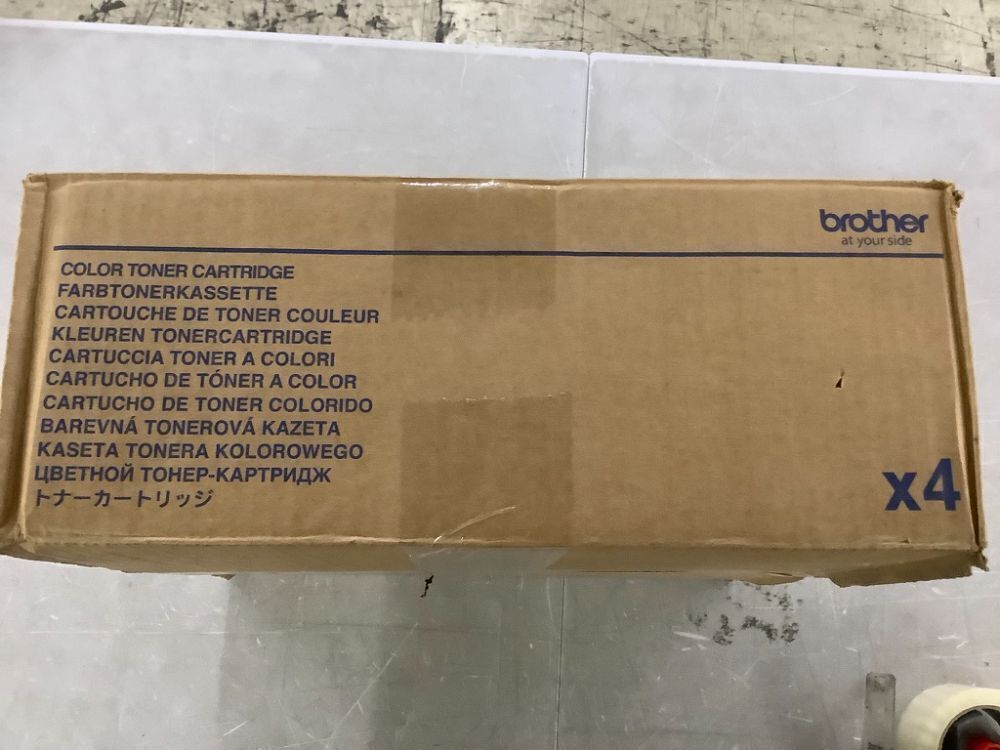 brother
at your side
COLOR TONER CARTRIDGE
FARBTONERKASSETTE
CARTOUCHE DE TONER COULEUR
KLEUREN TONERCARTRIDGE
CARTUCCIA TONER A COLORI
CARTUCHO DE TÓNER A COLOR
CARTUCHO DE TONER COLORIDO
BAREVNÁ TONEROVÁ KAZETA
KASETA TONERA KOLOROWEGO
ЦВЕТНОЙ ТОНЕР-КАРТРИДЖ
トナーカートリッジ
x4